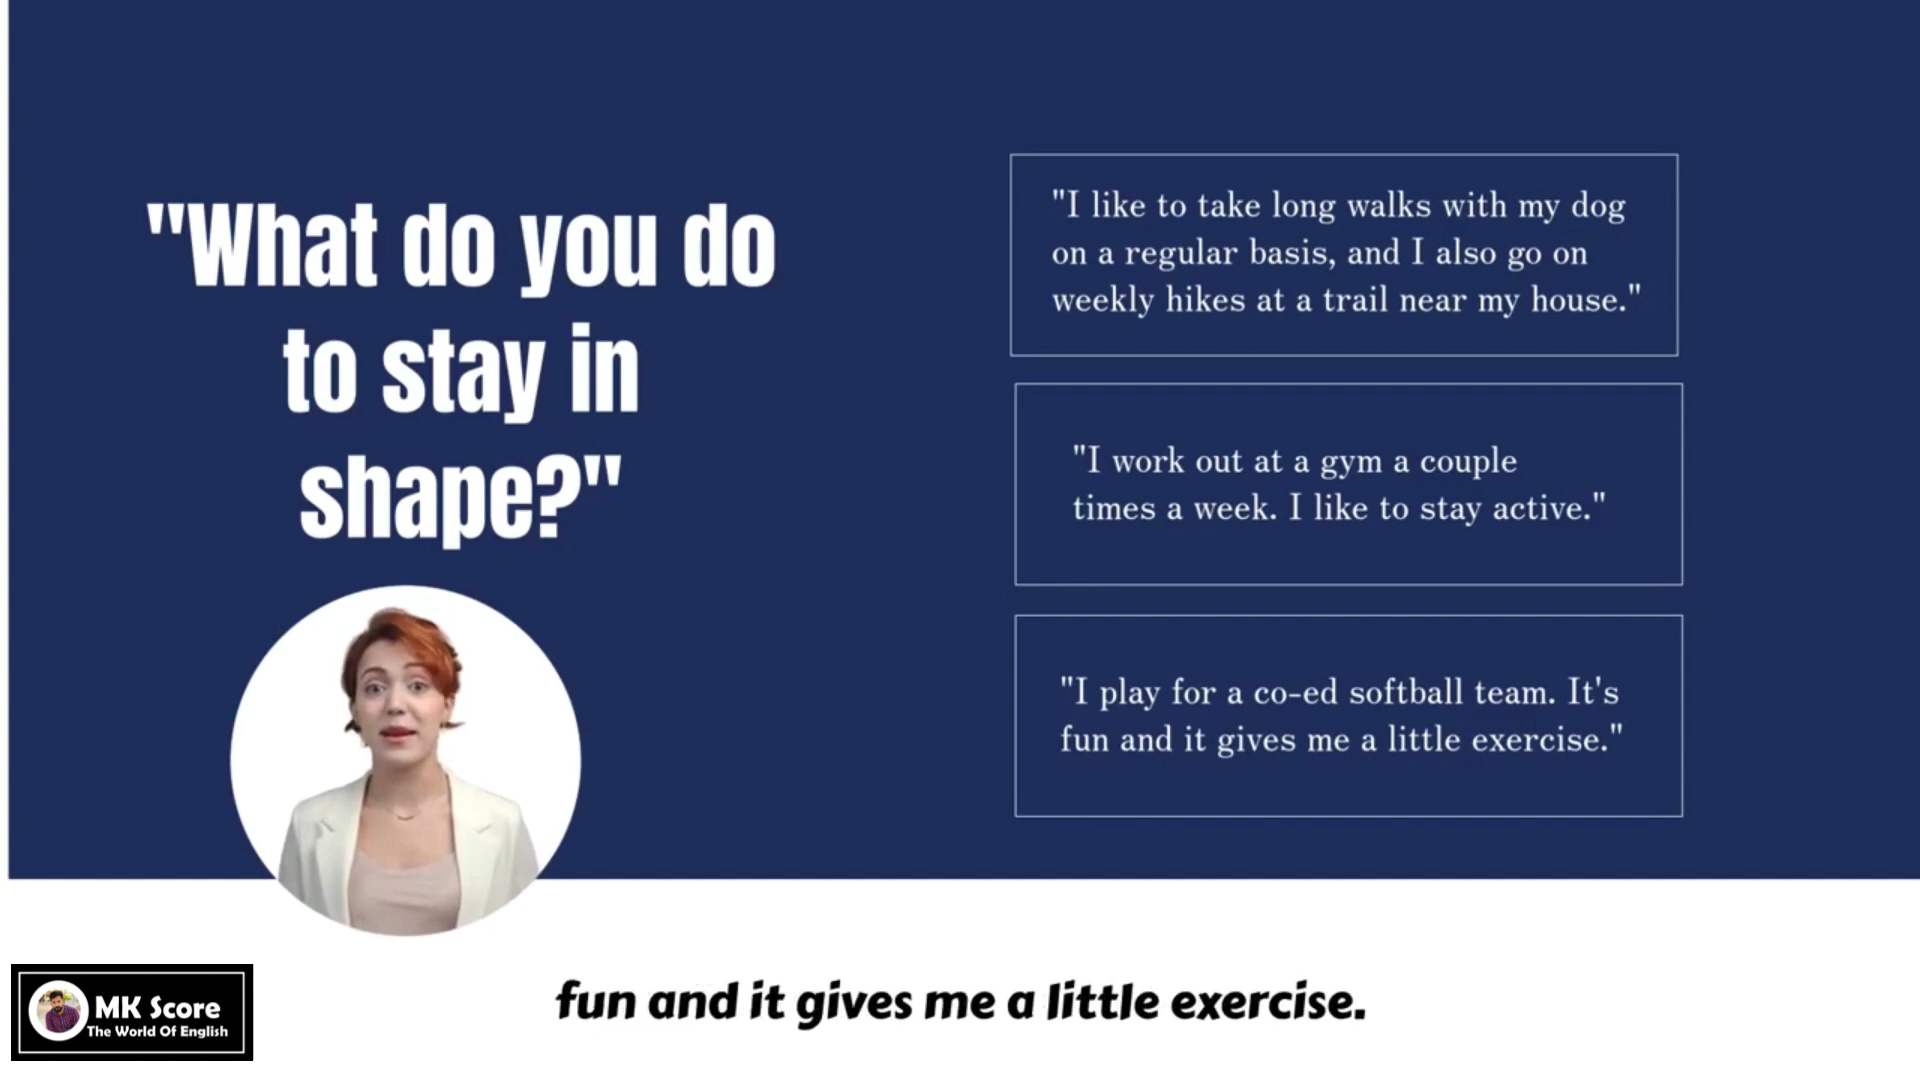 "What do you do
to stay in
shape?"
"I like to take long walks with my dog
on a regular basis, and I also go on
weekly hikes at a trail near my house."
"I work out at a gym a couple
times a week. I like to stay active."
"I play for a co-ed softball team. It's
fun and it gives me a little exercise."
fun and it gives me a little exercise.
MK Score
The World Of English